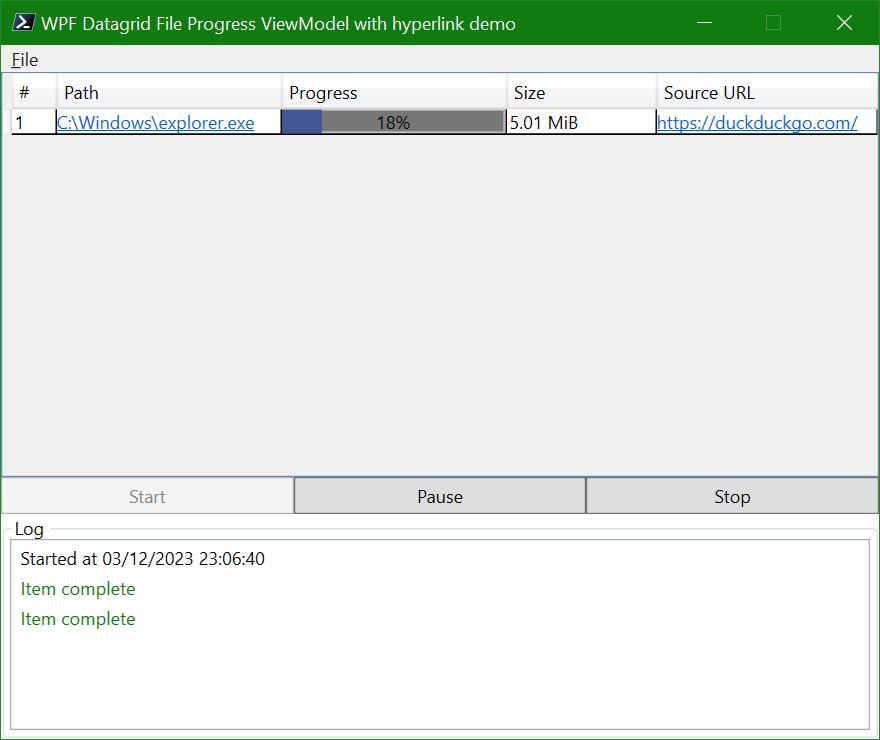 WPF Datagrid File Progress ViewModel with hyperlink demo
File
# Path Progress Size Source URL
1 C:\Windows\explorer.exe 18% 5.01 MiB https://duckduckgo.com/
Start Pause Stop
Log
Started at 03/12/2023 23:06:40
Item complete
Item complete